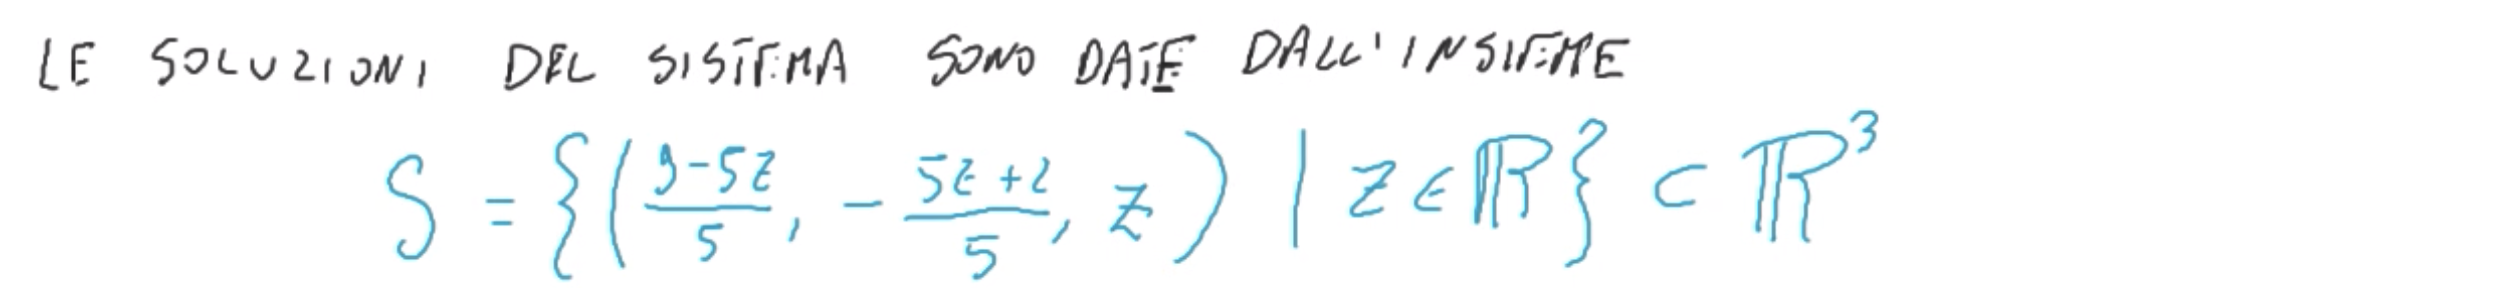 LE SOLUZIONI DEL SISTEMA SONO DATE DALL'INSIEME
S = {( (9-5z)/5, -(5z+2)/5, z ) | z ∈ ℝ} ⊂ ℝ³